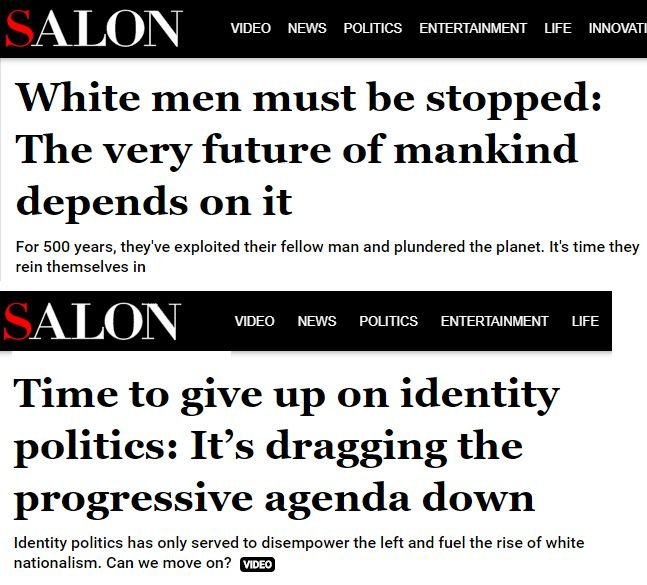 SALON VIDEO NEWS POLITICS ENTERTAINMENT LIFE INNOVATI
White men must be stopped:
The very future of mankind
depends on it
For 500 years, they've exploited their fellow man and plundered the planet. It's time they
rein themselves in
SALON VIDEO NEWS POLITICS ENTERTAINMENT LIFE
Time to give up on identity
politics: It’s dragging the
progressive agenda down
Identity politics has only served to disempower the left and fuel the rise of white
nationalism. Can we move on? VIDEO